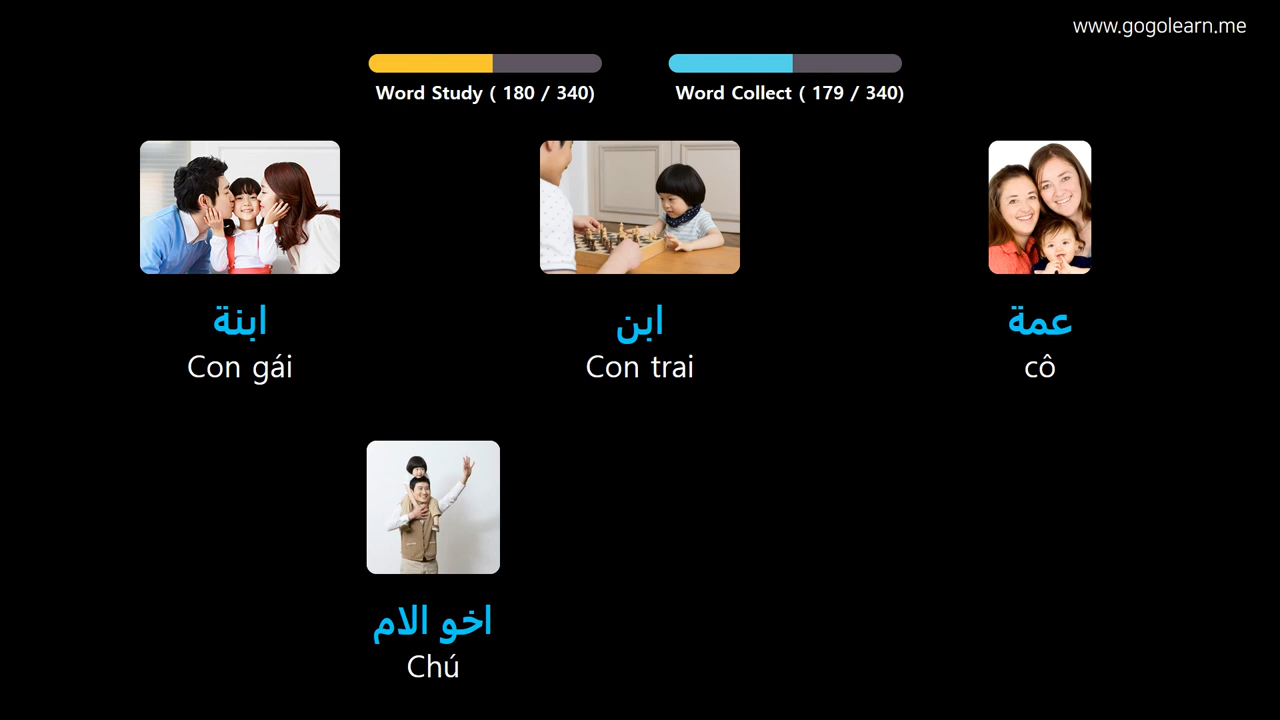 www.gogolearn.me
Word Study ( 180 / 340)
Word Collect ( 179 / 340)
ابنة
Con gái
ابن
Con trai
عمة
cô
اخو الام
Chú